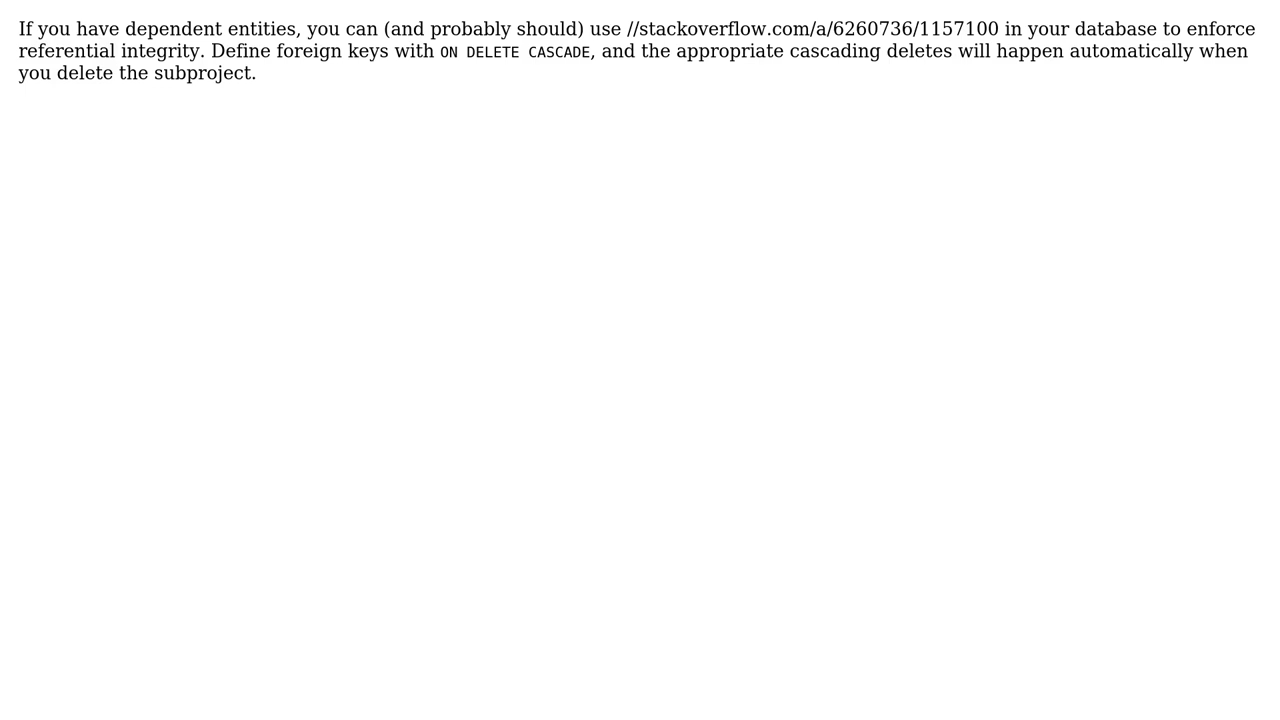 If you have dependent entities, you can (and probably should) use //stackoverflow.com/a/6260736/1157100 in your database to enforce
referential integrity. Define foreign keys with ON DELETE CASCADE, and the appropriate cascading deletes will happen automatically when
you delete the subproject.